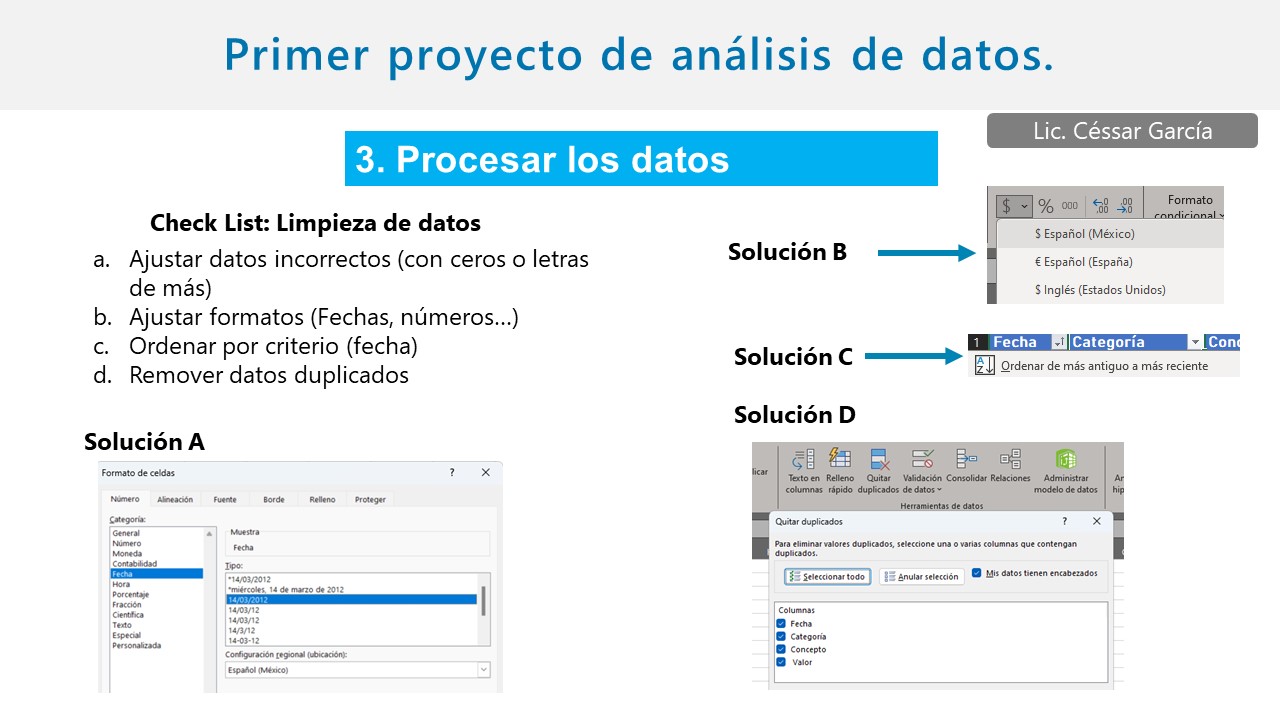 Primer proyecto de análisis de datos.
Lic. Céssar García
3. Procesar los datos
Check List: Limpieza de datos
a. Ajustar datos incorrectos (con ceros o letras
de más)
b. Ajustar formatos (Fechas, números...)
c. Ordenar por criterio (fecha)
d. Remover datos duplicados
Solución A
Formato de celdas
Número Alineación Fuente Borde Relleno Proteger
Categoría:
General
Número
Moneda
Contabilidad
Fecha
Hora
Porcentaje
Fracción
Científica
Texto
Especial
Personalizada
Muestra
Fecha
Tipo:
*14/03/2012
*miércoles, 14 de marzo de 2012
14/03/2012
14/03/12
14/03/12
14/3/12
14-03-12
Configuración regional (ubicación):
Español (México)
Solución B
$ % 000 Formato
condicional
$ Español (México)
€ Español (España)
$ Inglés (Estados Unidos)
Solución C
1 Fecha Categoría Conc
Ordenar de más antiguo a más reciente
Solución D
licar
Texto en
columnas
Relleno
rápido
Quitar
duplicados
Validación
de datos
Consolidar
Relaciones
Administrar
modelo de datos
An
hip
Herramientas de datos
Quitar duplicados
Para eliminar valores duplicados, seleccione una o varias columnas que contengan
duplicados.
Seleccionar todo Anular selección Mis datos tienen encabezados
Columnas
Fecha
Categoría
Concepto
Valor